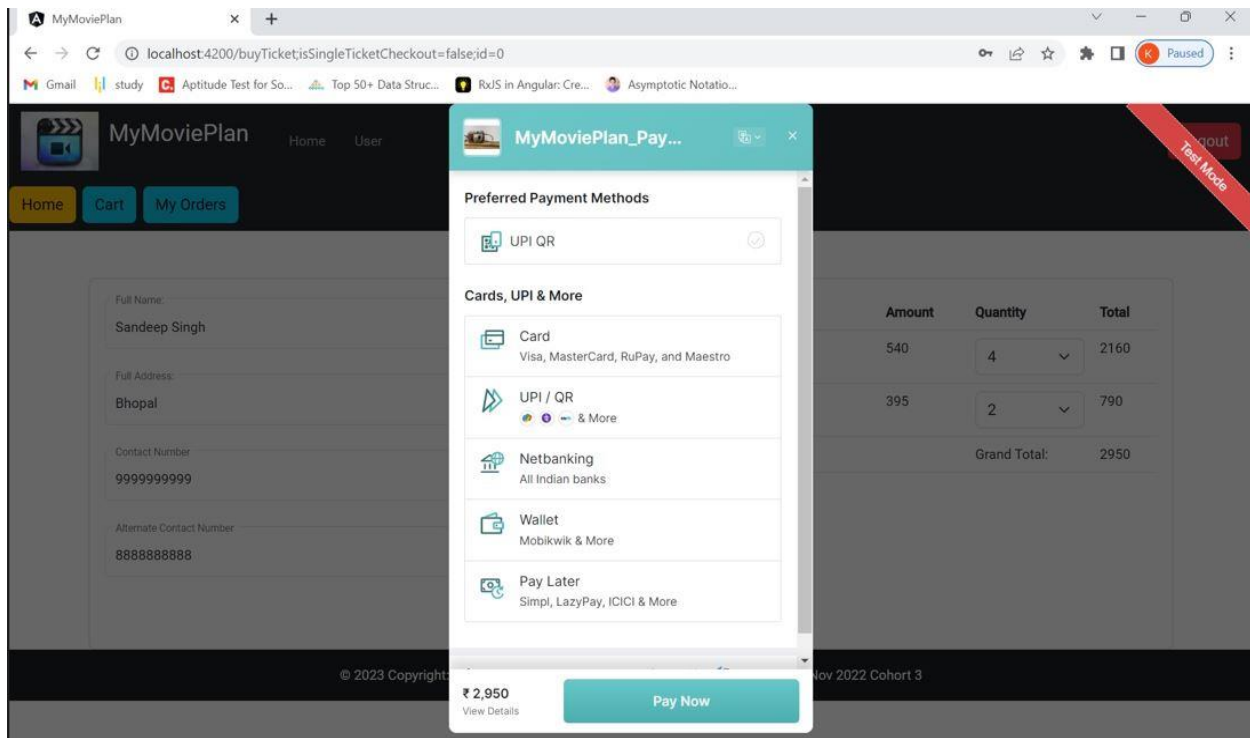 MyMoviePlan
localhost:4200/buyTicket;isSingleTicketCheckout=false;id=0
K Paused
Gmail study Aptitude Test for So... Top 50+ Data Struc... RxJS in Angular: Cre... Asymptotic Notatio...
MyMoviePlan Home User
Test Mode
Home Cart My Orders
MyMoviePlan_Pay...
Preferred Payment Methods
UPI QR
Cards, UPI & More
Card
Visa, MasterCard, RuPay, and Maestro
UPI / QR
& More
Netbanking
All Indian banks
Wallet
Mobikwik & More
Pay Later
Simpl, LazyPay, ICICI & More
₹ 2,950
View Details
Pay Now
Full Name:
Sandeep Singh
Full Address:
Bhopal
Contact Number
9999999999
Alternate Contact Number
8888888888
Amount Quantity Total
540 4 2160
395 2 790
Grand Total: 2950
© 2023 Copyright:
Nov 2022 Cohort 3